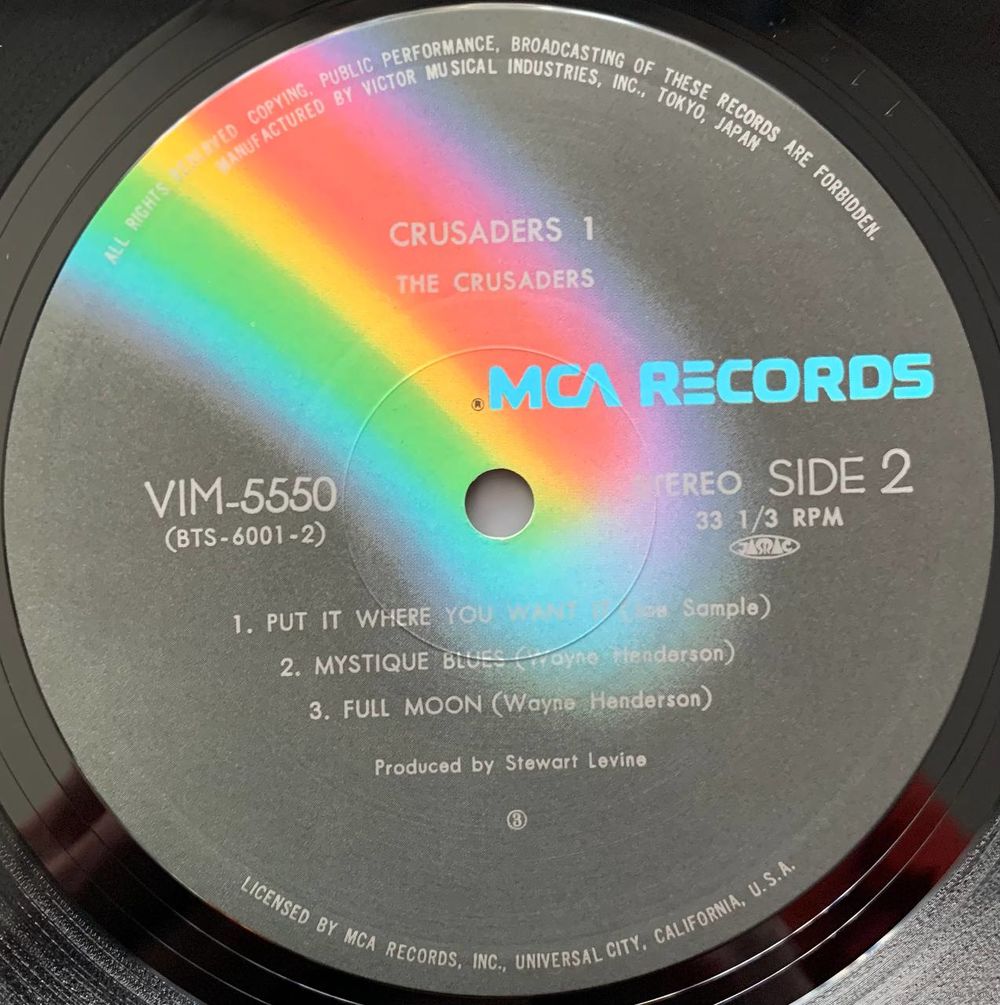 ALL RIGHTS RESERVED COPYING, PUBLIC PERFORMANCE, BROADCASTING OF THESE RECORDS ARE FORBIDDEN.
MANUFACTURED BY VICTOR MUSICAL INDUSTRIES, INC., TOKYO, JAPAN
CRUSADERS 1
THE CRUSADERS
® MCA RECORDS
VIM-5550
(BTS-6001-2)
STEREO SIDE 2
33 1/3 RPM
JASRAC
1. PUT IT WHERE YOU WANT IT (Joe Sample)
2. MYSTIQUE BLUES (Wayne Henderson)
3. FULL MOON (Wayne Henderson)
Produced by Stewart Levine
③
LICENSED BY MCA RECORDS, INC., UNIVERSAL CITY, CALIFORNIA, U.S.A.